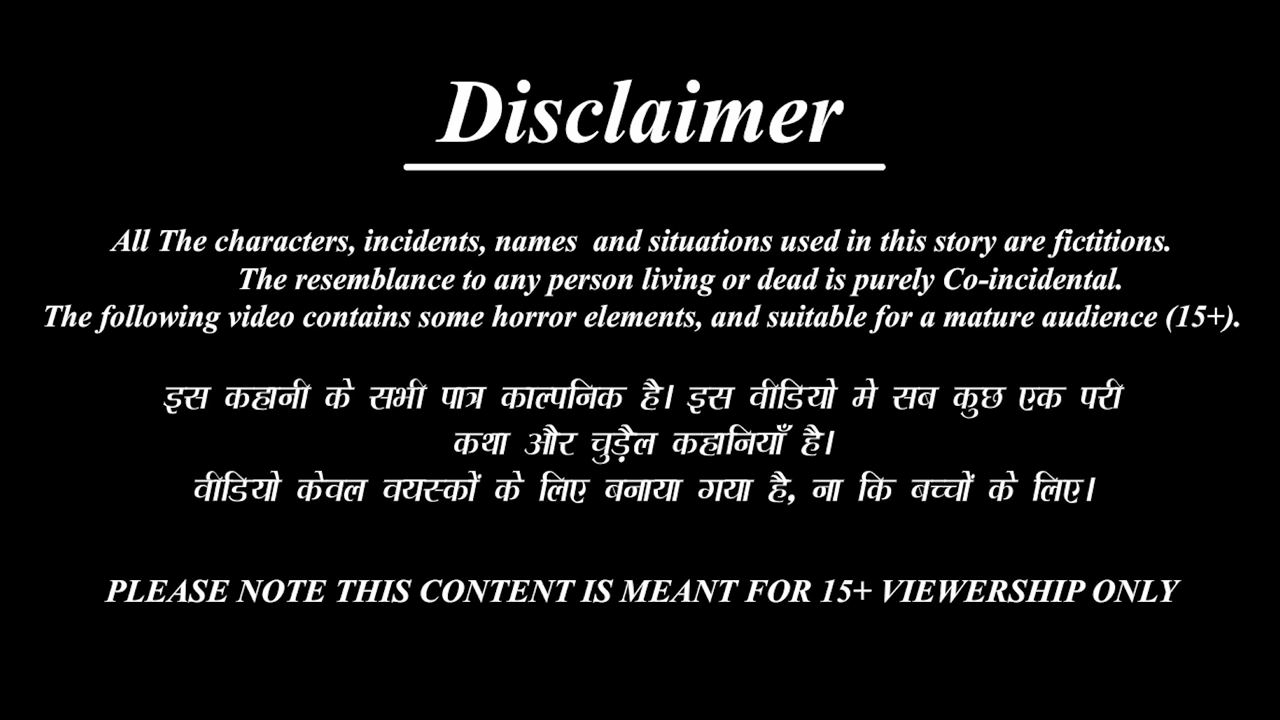 Disclaimer
All The characters, incidents, names and situations used in this story are fictitions.
The resemblance to any person living or dead is purely Co-incidental.
The following video contains some horror elements, and suitable for a mature audience (15+).
इस कहानी के सभी पात्र काल्पनिक है। इस वीडियो मे सब कुछ एक परी
कथा और चुड़ैल कहानियाँ है।
वीडियो केवल वयस्कों के लिए बनाया गया है, ना कि बच्चों के लिए।
PLEASE NOTE THIS CONTENT IS MEANT FOR 15+ VIEWERSHIP ONLY